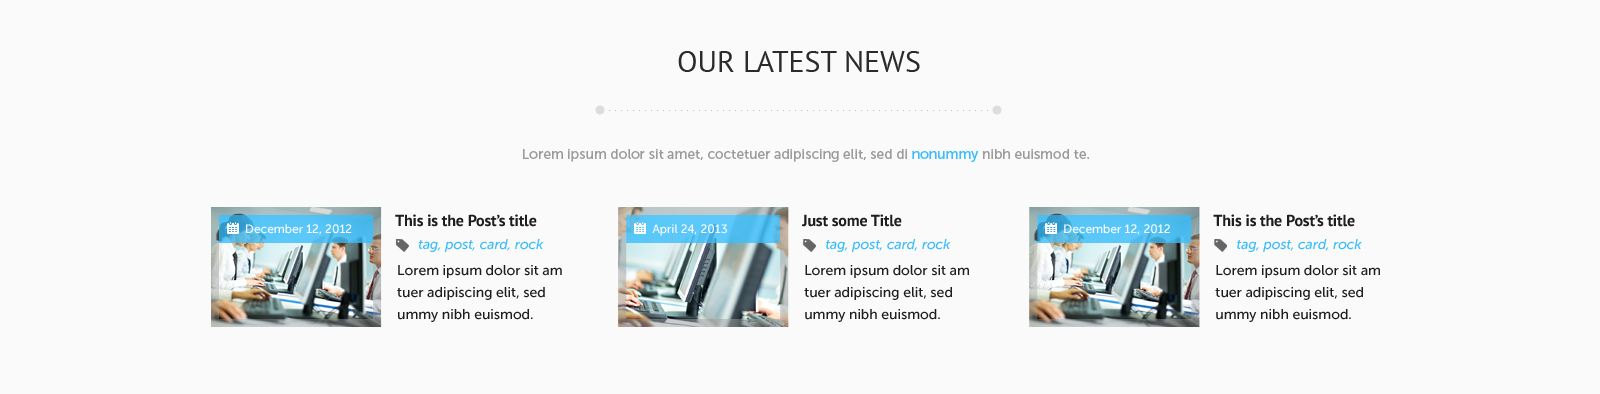 OUR LATEST NEWS
Lorem ipsum dolor sit amet, coctetuer adipiscing elit, sed di nonummy nibh euismod te.
December 12, 2012
This is the Post's title
tag, post, card, rock
Lorem ipsum dolor sit am
tuer adipiscing elit, sed
ummy nibh euismod.
April 24, 2013
Just some Title
tag, post, card, rock
Lorem ipsum dolor sit am
tuer adipiscing elit, sed
ummy nibh euismod.
December 12, 2012
This is the Post's title
tag, post, card, rock
Lorem ipsum dolor sit am
tuer adipiscing elit, sed
ummy nibh euismod.